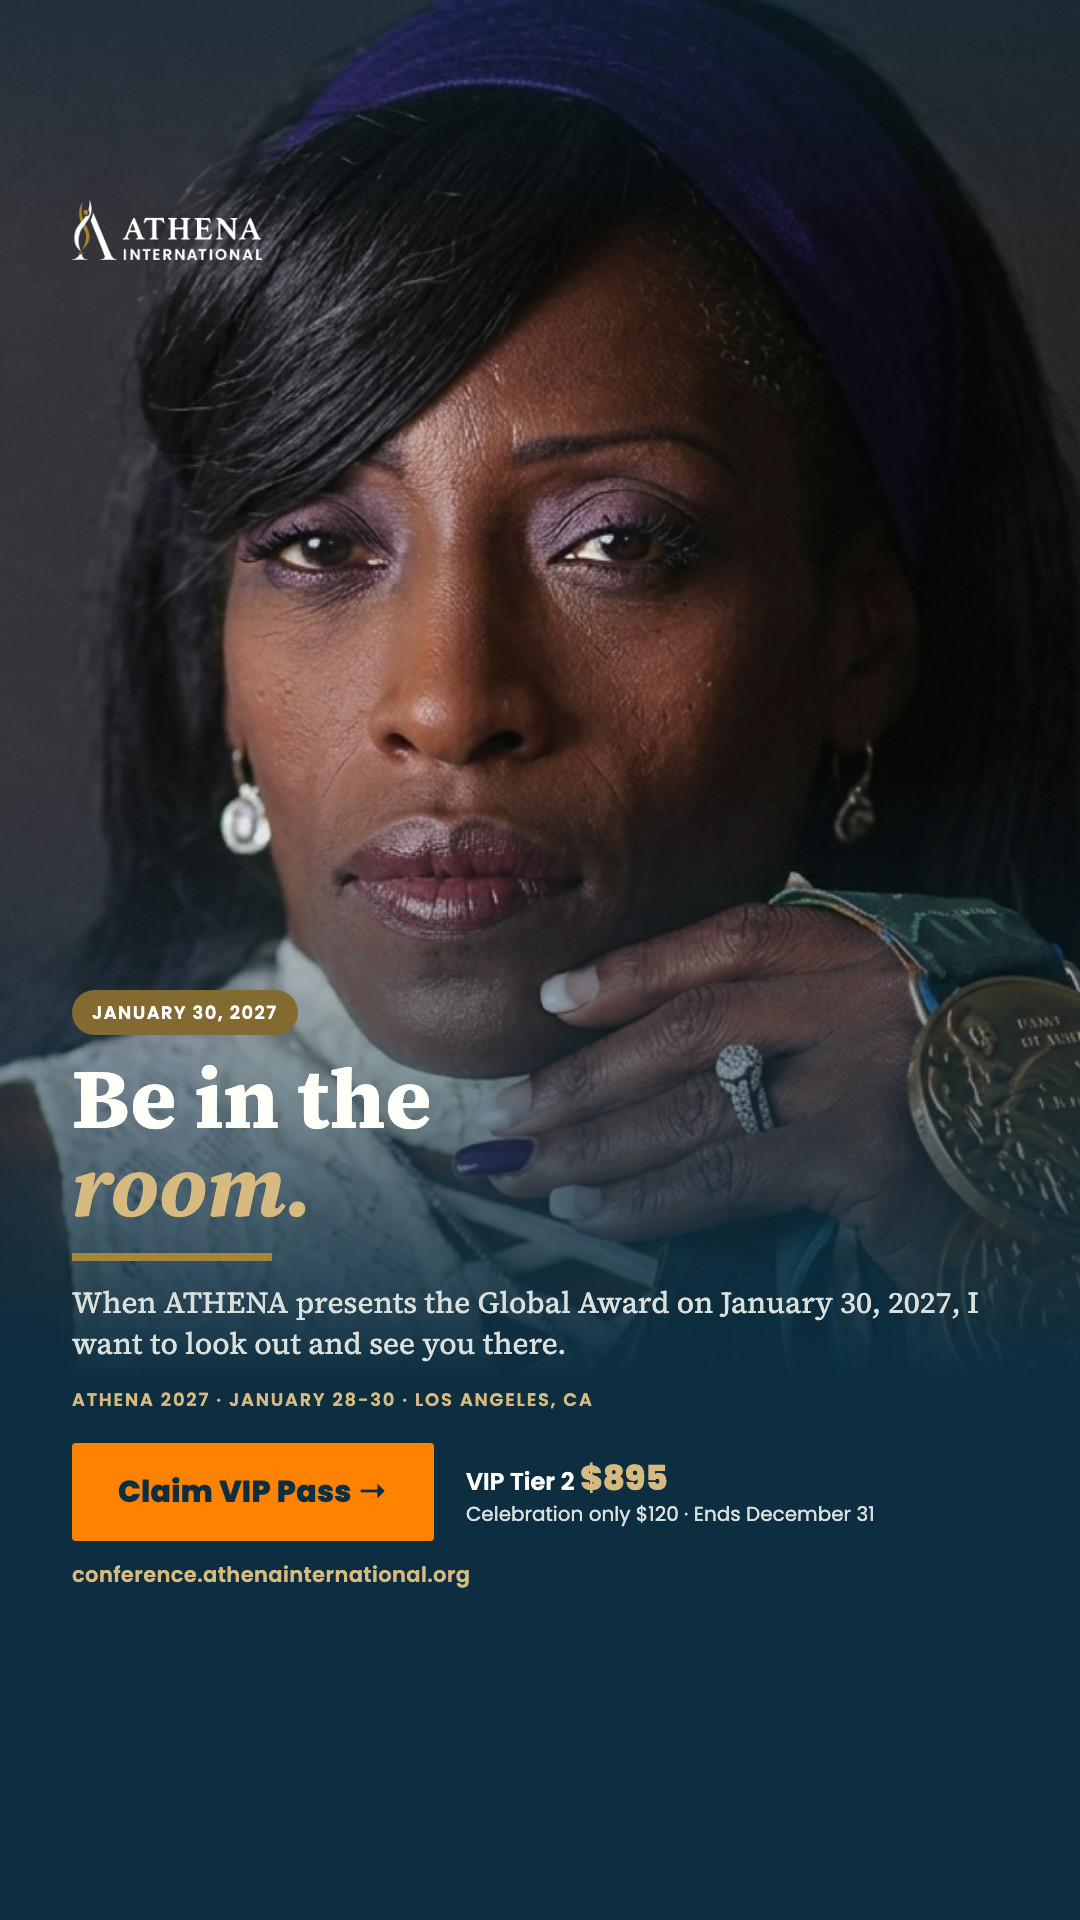 ATHENA
INTERNATIONAL
JANUARY 30, 2027
Be in the
room.
When ATHENA presents the Global Award on January 30, 2027, I
want to look out and see you there.
ATHENA 2027 · JANUARY 28–30 · LOS ANGELES, CA
Claim VIP Pass →
VIP Tier 2 $895
Celebration only $120 · Ends December 31
conference.athenainternational.org